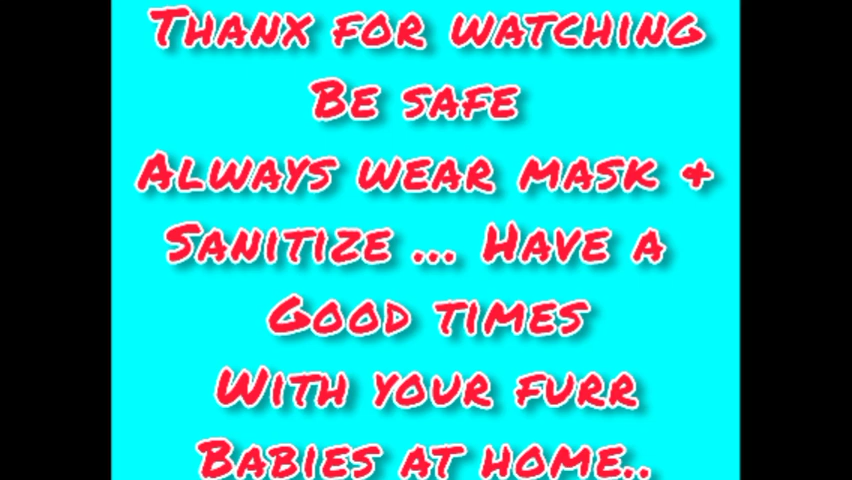 Thanx for watching
Be safe
Always wear mask &
Sanitize ... Have a
Good times
With your furr
Babies at home..